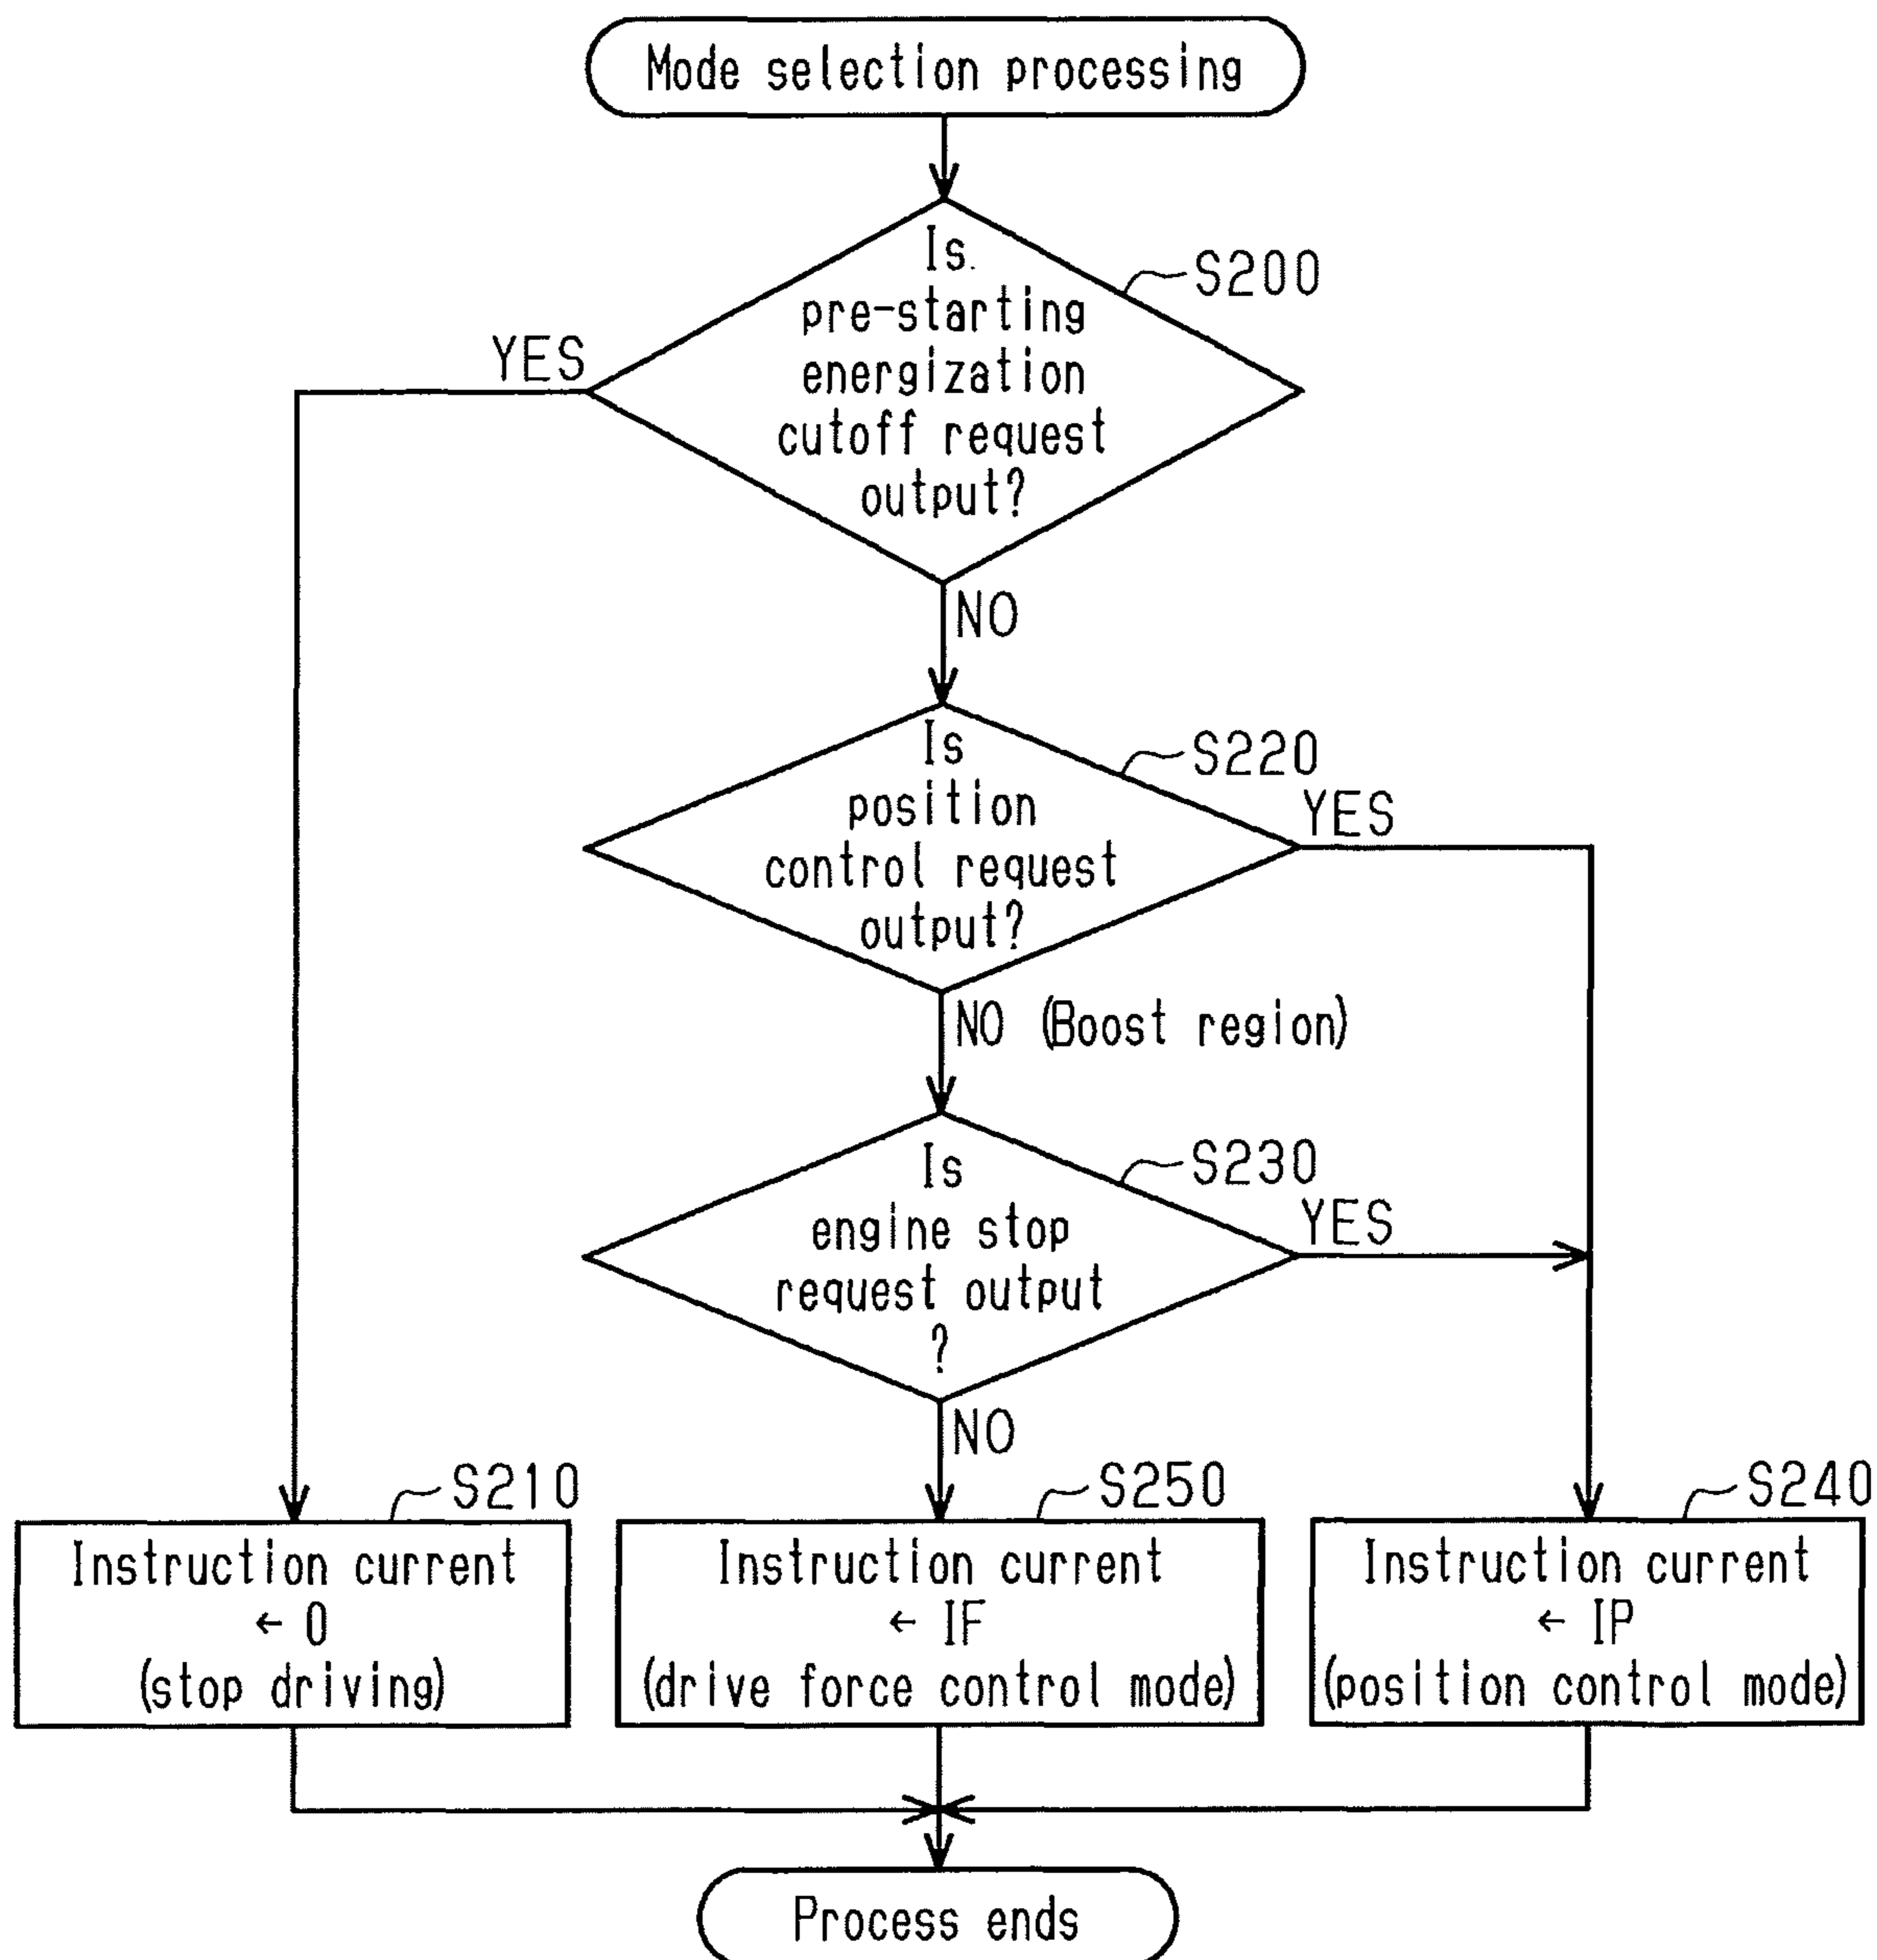 Mode selection processing
Is
pre-starting
energization
cutoff request
output?
S200
YES
NO
Is
position
control request
output?
S220
YES
NO (Boost region)
Is
engine stop
request output
?
S230
YES
NO
S210
Instruction current
← 0
(stop driving)
S250
Instruction current
← IF
(drive force control mode)
S240
Instruction current
← IP
(position control mode)
Process ends